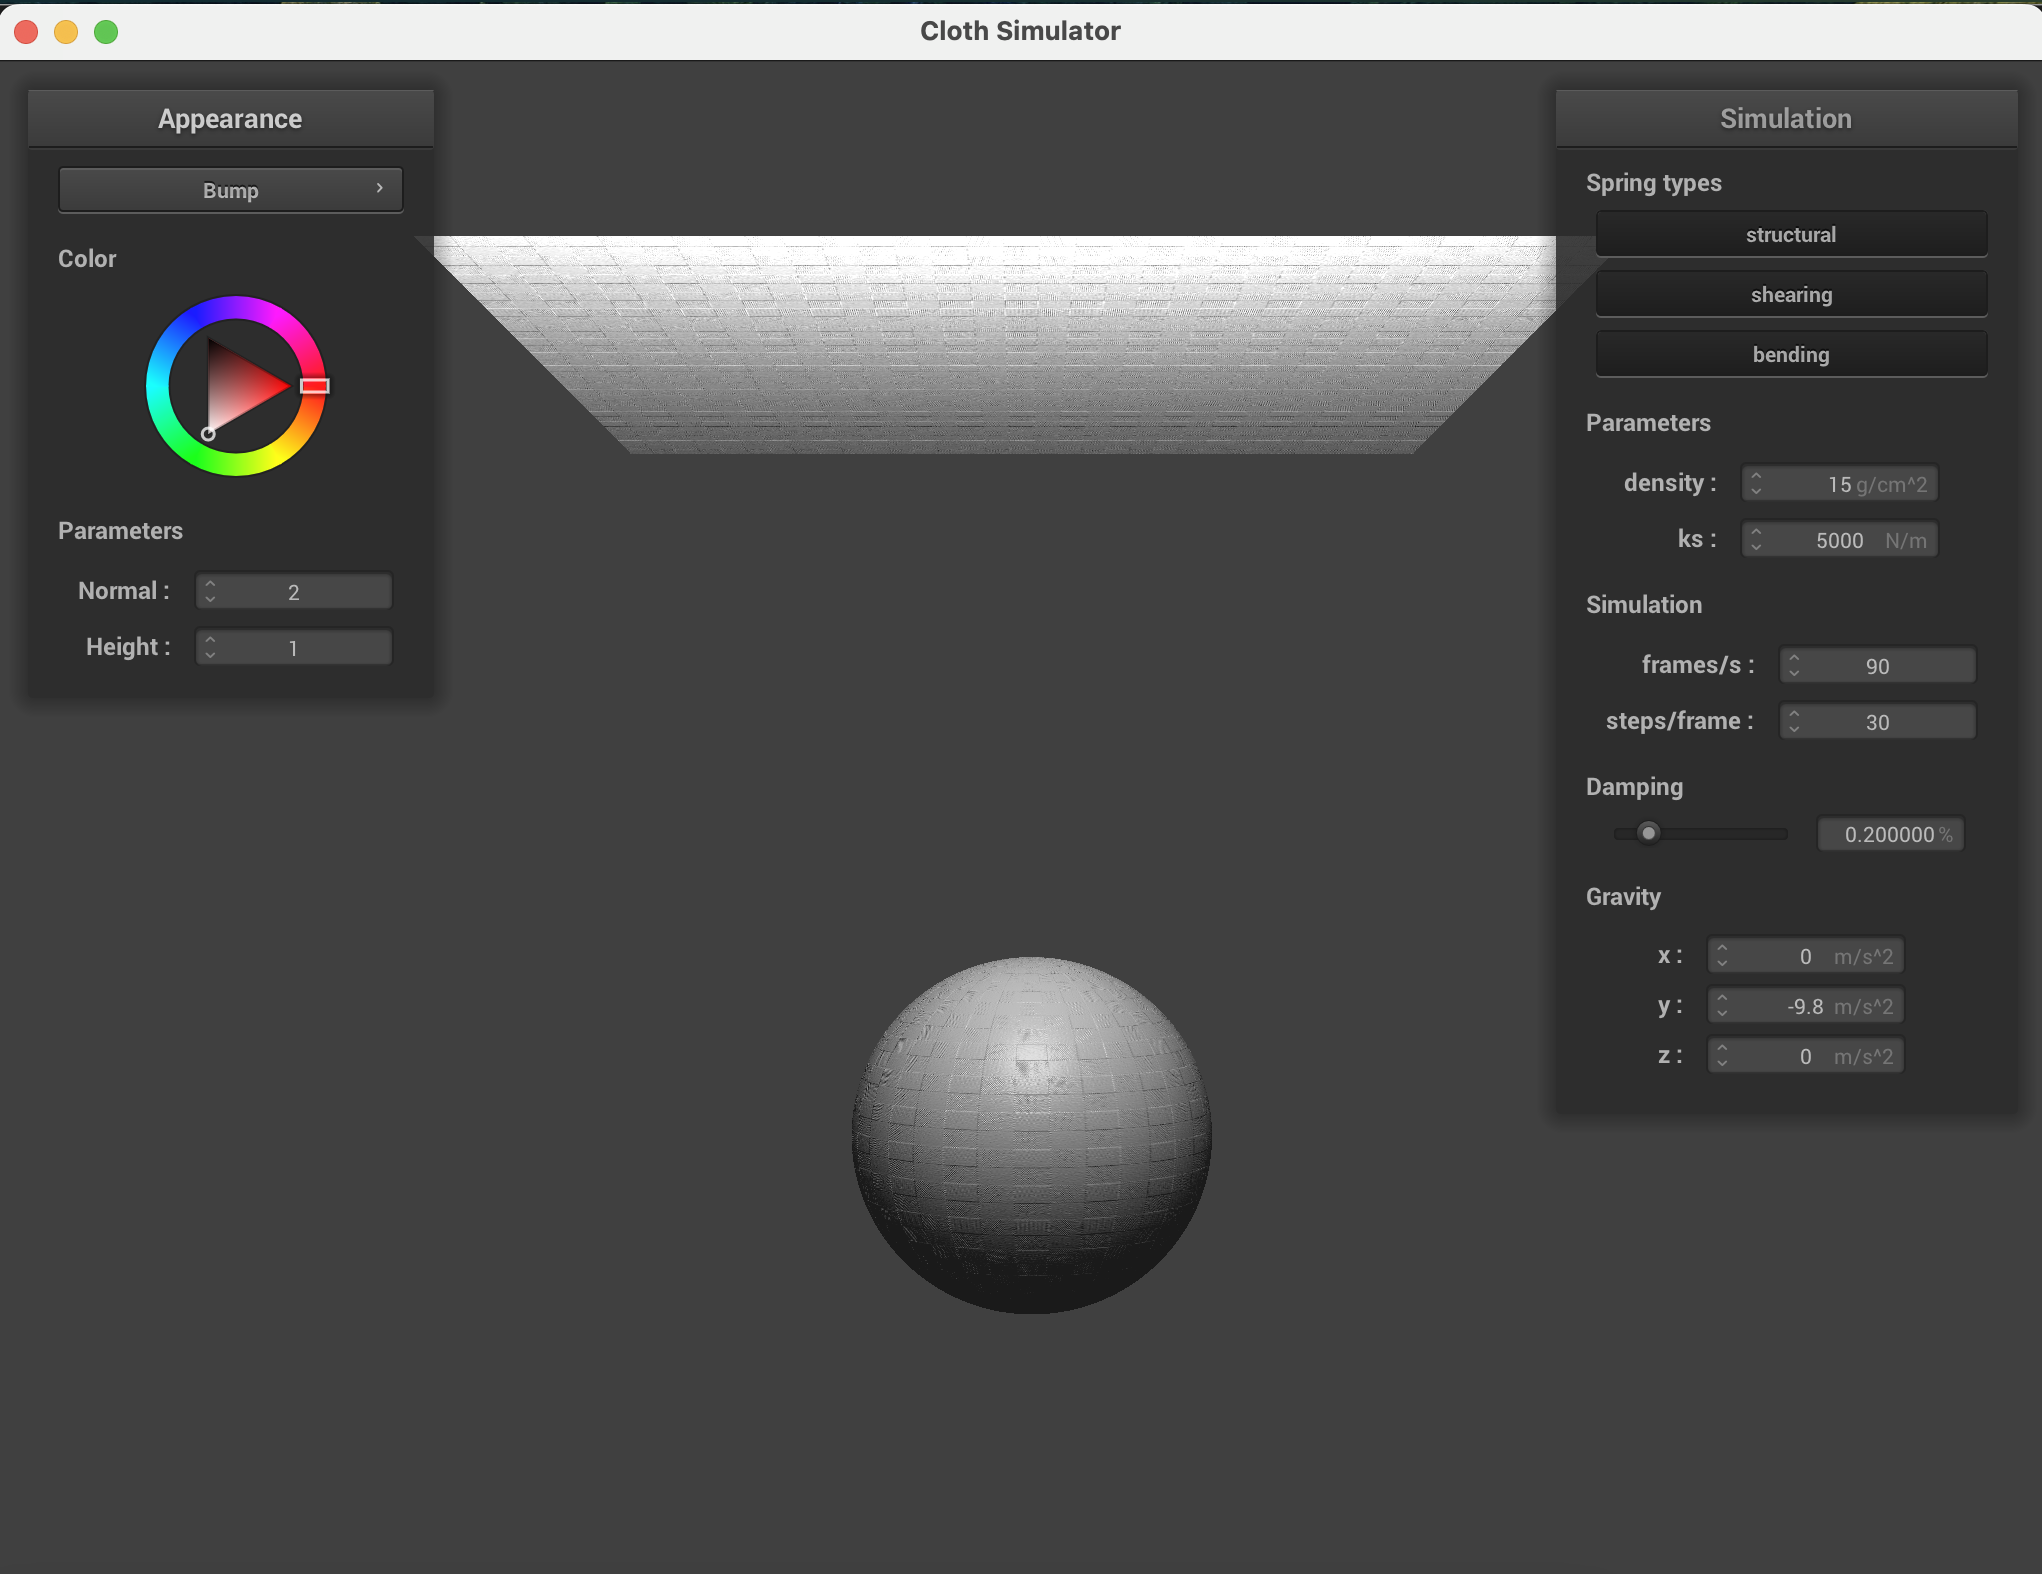 Cloth Simulator
Appearance
Bump
Color
Parameters
Normal : 2
Height : 1
Simulation
Spring types
structural
shearing
bending
Parameters
density : 15 g/cm^2
ks : 5000 N/m
Simulation
frames/s : 90
steps/frame : 30
Damping
0.200000 %
Gravity
x : 0 m/s^2
y : -9.8 m/s^2
z : 0 m/s^2